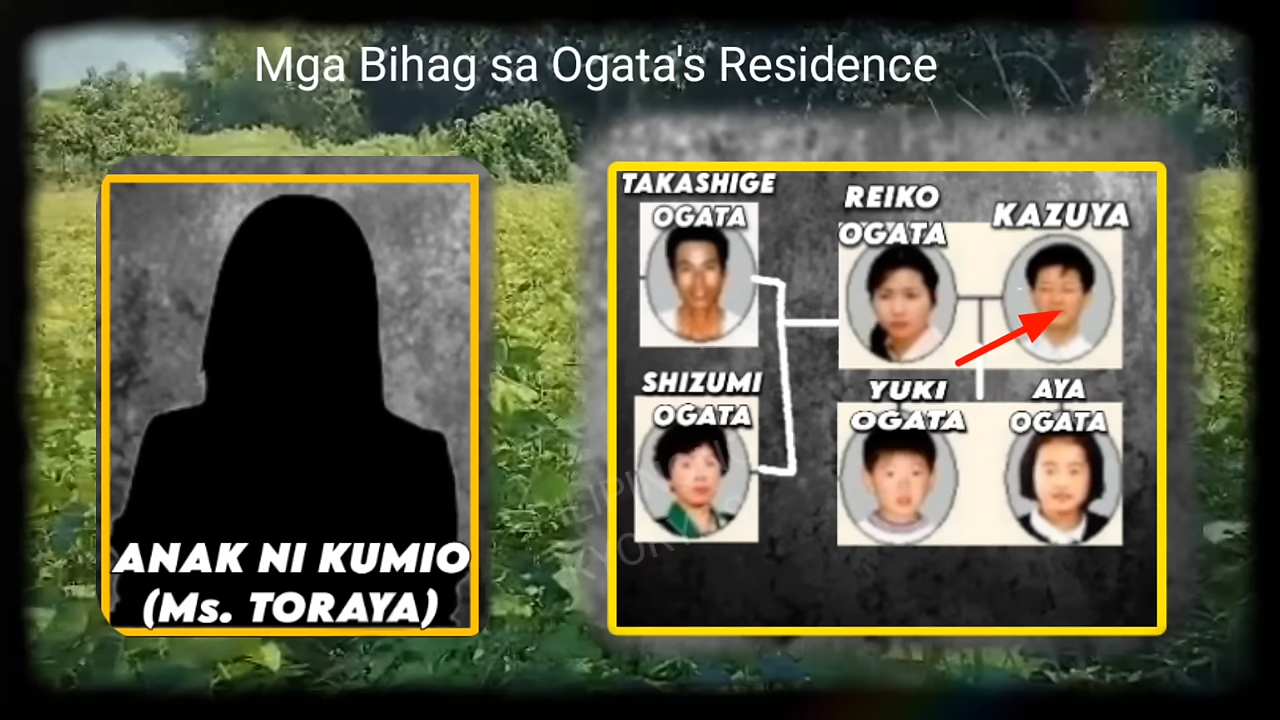 Mga Bihag sa Ogata's Residence
ANAK NI KUMIO
(Ms. TORAYA)
TAKASHIGE
OGATA
REIKO
OGATA
KAZUYA
SHIZUMI
OGATA
YUKI
OGATA
AYA
OGATA